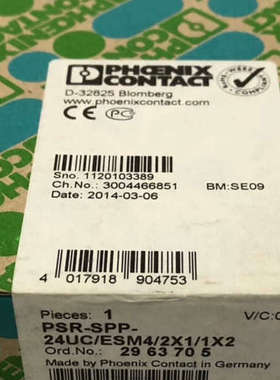 PHOENIX
CONTACT
D-32825 Blomberg
www.phoenixcontact.com
CE PC
Sno. 1120103389
Ch.No.: 3004466851 BM:SE09
Date: 2014-03-06
4 017918 904753
Pieces: 1 V/C:0
PSR-SPP-
24UC/ESM4/2X1/1X2
Ord.No.: 29 63 70 5
Made by Phoenix Contact in Germany